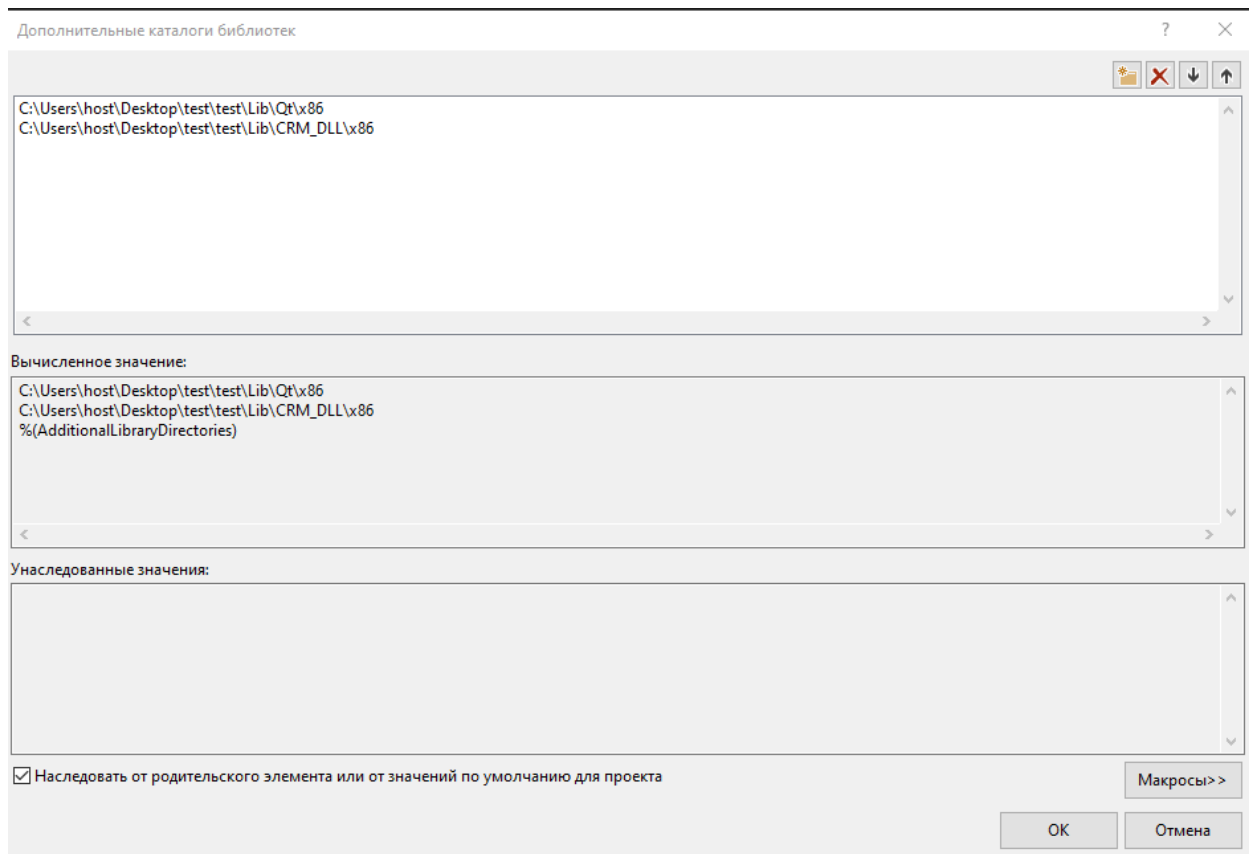 Дополнительные каталоги библиотек
C:\Users\host\Desktop\test\test\Lib\Qt\x86
C:\Users\host\Desktop\test\test\Lib\CRM_DLL\x86
Вычисленное значение:
C:\Users\host\Desktop\test\test\Lib\Qt\x86
C:\Users\host\Desktop\test\test\Lib\CRM_DLL\x86
%(AdditionalLibraryDirectories)
Унаследованные значения:
Наследовать от родительского элемента или от значений по умолчанию для проекта
Макросы>>
ОК
Отмена